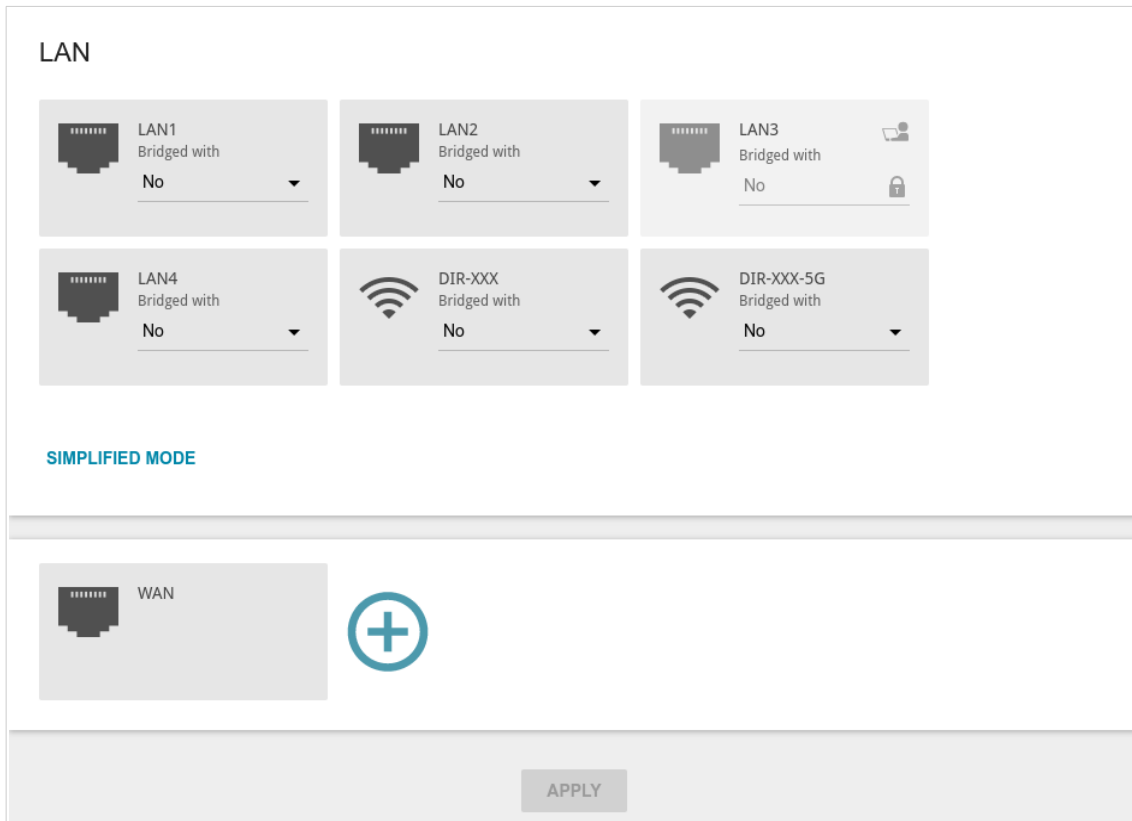 LAN
LAN1
Bridged with
No
LAN2
Bridged with
No
LAN3
Bridged with
No
LAN4
Bridged with
No
DIR-XXX
Bridged with
No
DIR-XXX-5G
Bridged with
No
SIMPLIFIED MODE
WAN
APPLY